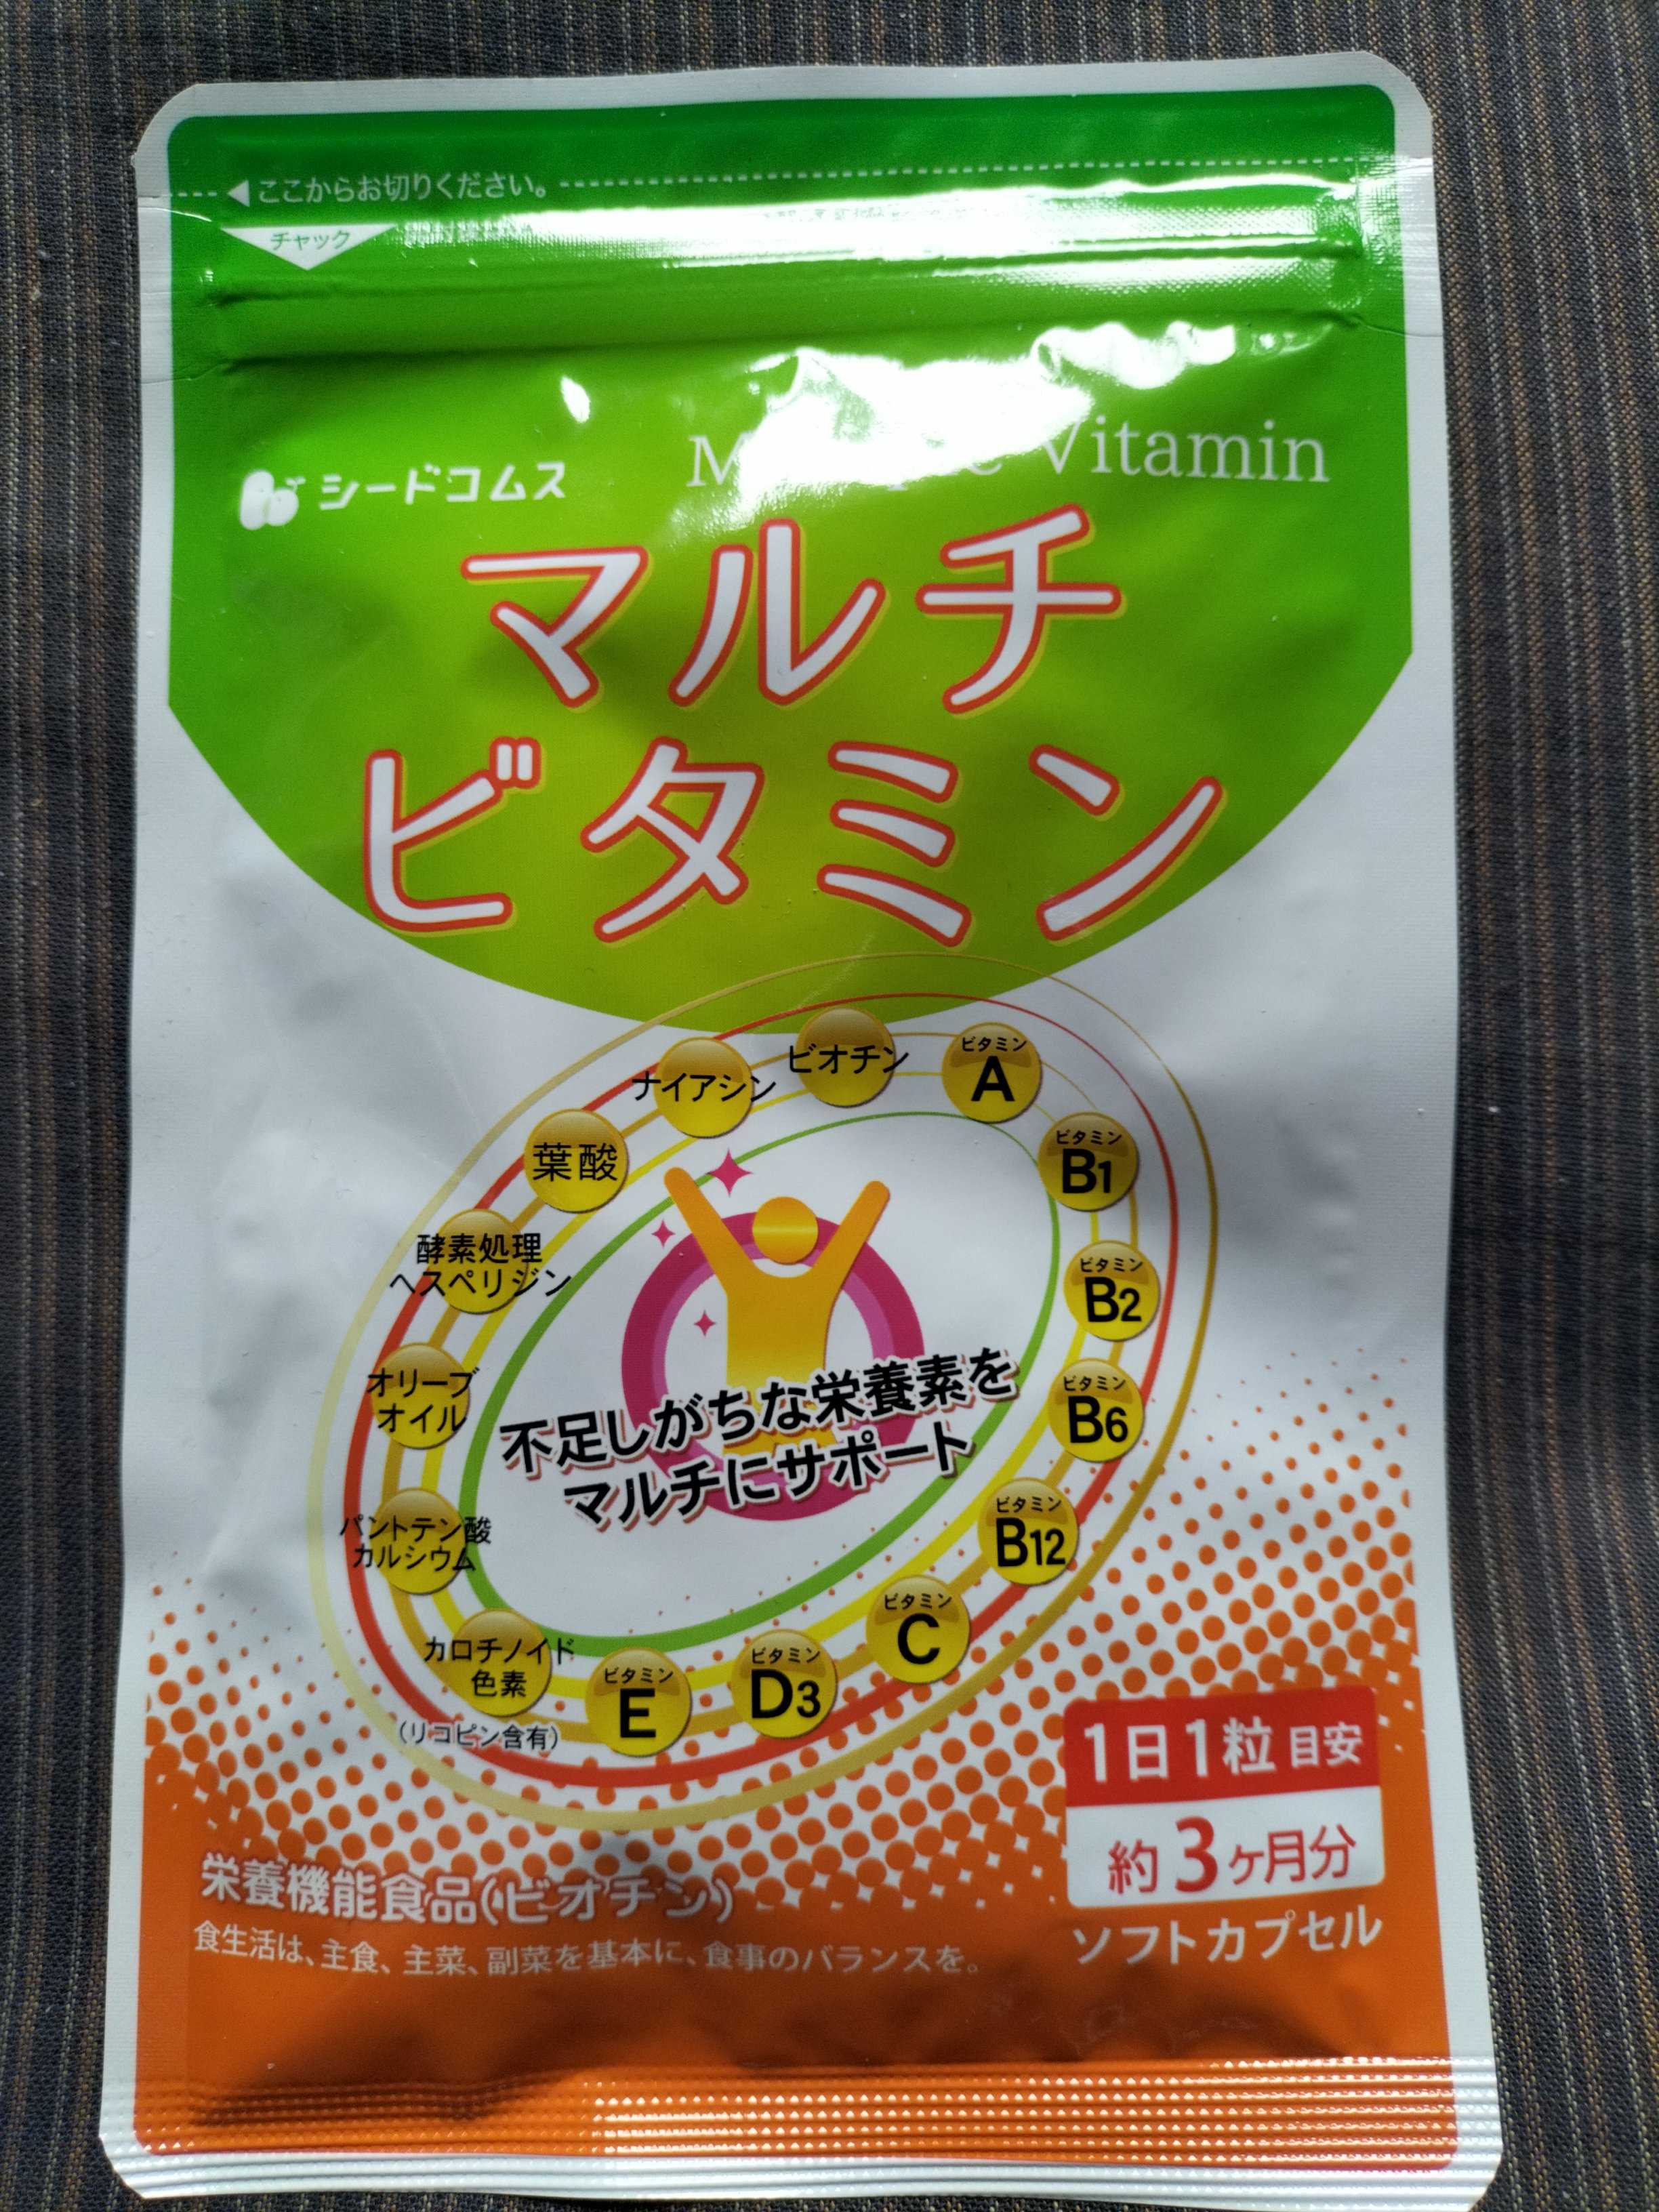 ここからお切りください。
チャック
シードコムス
Vitamin
マルチ
ビタミン
ビオチン
ビタミン
A
ナイアシン
ビタミン
B1
葉酸
酵素処理
ヘスペリジン
ビタミン
B2
オリーブ
オイル
ビタミン
B6
不足しがちな栄養素を
マルチにサポート
パントテン酸
カルシウム
ビタミン
B12
ビタミン
C
カロチノイド
色素
(リコピン含有)
ビタミン
E
ビタミン
D3
1日1粒目安
約3ヶ月分
ソフトカプセル
栄養機能食品(ビオチン)
食生活は、主食、主菜、副菜を基本に、食事のバランスを。